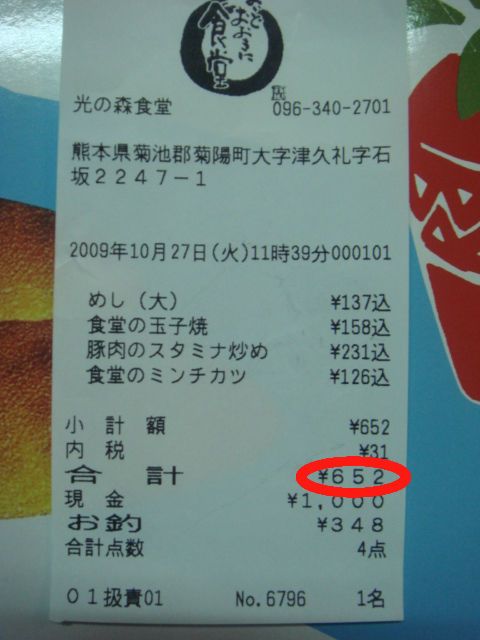 まいど
おおきに
食堂
光の森食堂
096-340-2701
熊本県菊池郡菊陽町大字津久礼字石
坂2247-1
2009年10月27日(火)11時39分000101
めし(大) ¥137込
食堂の玉子焼 ¥158込
豚肉のスタミナ炒め ¥231込
食堂のミンチカツ ¥126込
小計額 ¥652
内税 ¥31
合計 ¥652
現金 ¥1,000
お釣 ¥348
合計点数 4点
01扱責01 No.6796 1名